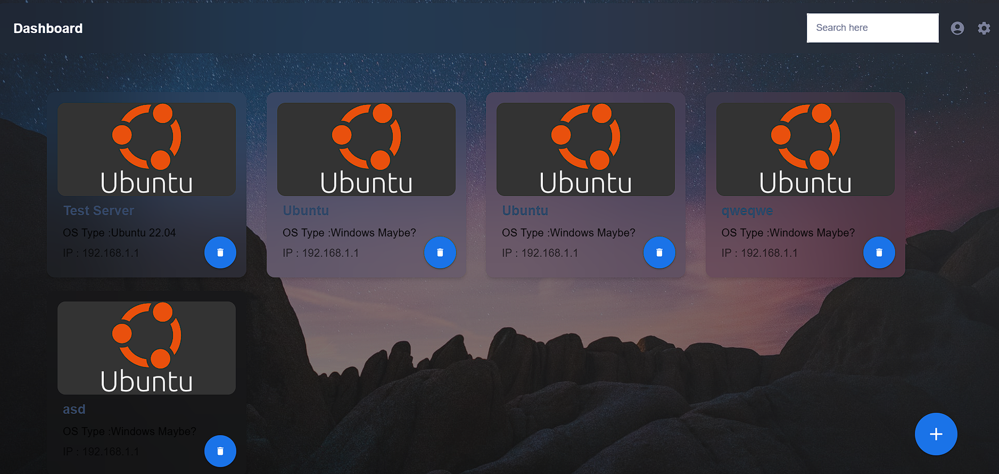 Dashboard
Search here
Ubuntu
Test Server
OS Type :Ubuntu 22.04
IP : 192.168.1.1
Ubuntu
Ubuntu
OS Type :Windows Maybe?
IP : 192.168.1.1
Ubuntu
Ubuntu
OS Type :Windows Maybe?
IP : 192.168.1.1
Ubuntu
qweqwe
OS Type :Windows Maybe?
IP : 192.168.1.1
Ubuntu
asd
OS Type :Windows Maybe?
IP : 192.168.1.1